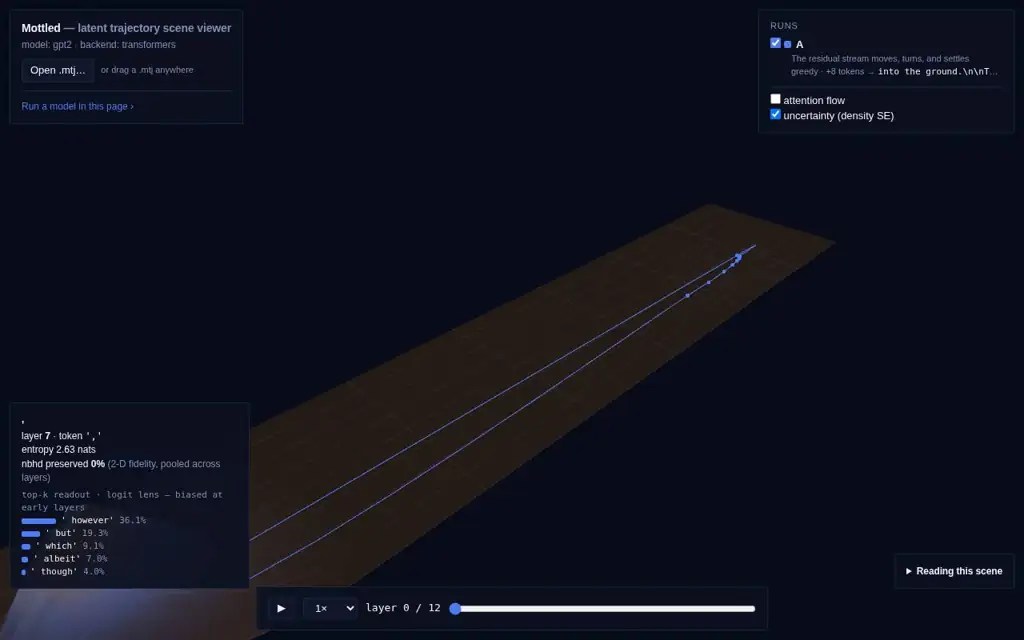 Mottled — latent trajectory scene viewer
model: gpt2 · backend: transformers
Open .mtj… or drag a .mtj anywhere
Run a model in this page ›
RUNS
A
The residual stream moves, turns, and settles
greedy · +8 tokens → into the ground.\n\nT…
attention flow
uncertainty (density SE)
,
layer 7 · token ','
entropy 2.63 nats
nbhd preserved 0% (2-D fidelity, pooled across
layers)
top-k readout · logit lens — biased at
early layers
' however' 36.1%
' but' 19.3%
' which' 9.1%
' albeit' 7.0%
' though' 4.0%
▶ Reading this scene
▶ 1× layer 0 / 12